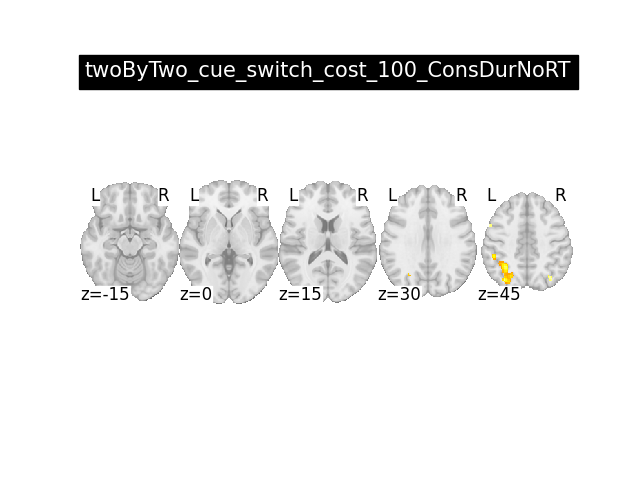 twoByTwo_cue_switch_cost_100_ConsDurNoRT
L R L R L R L R L R
z=-15 z=0 z=15 z=30 z=45